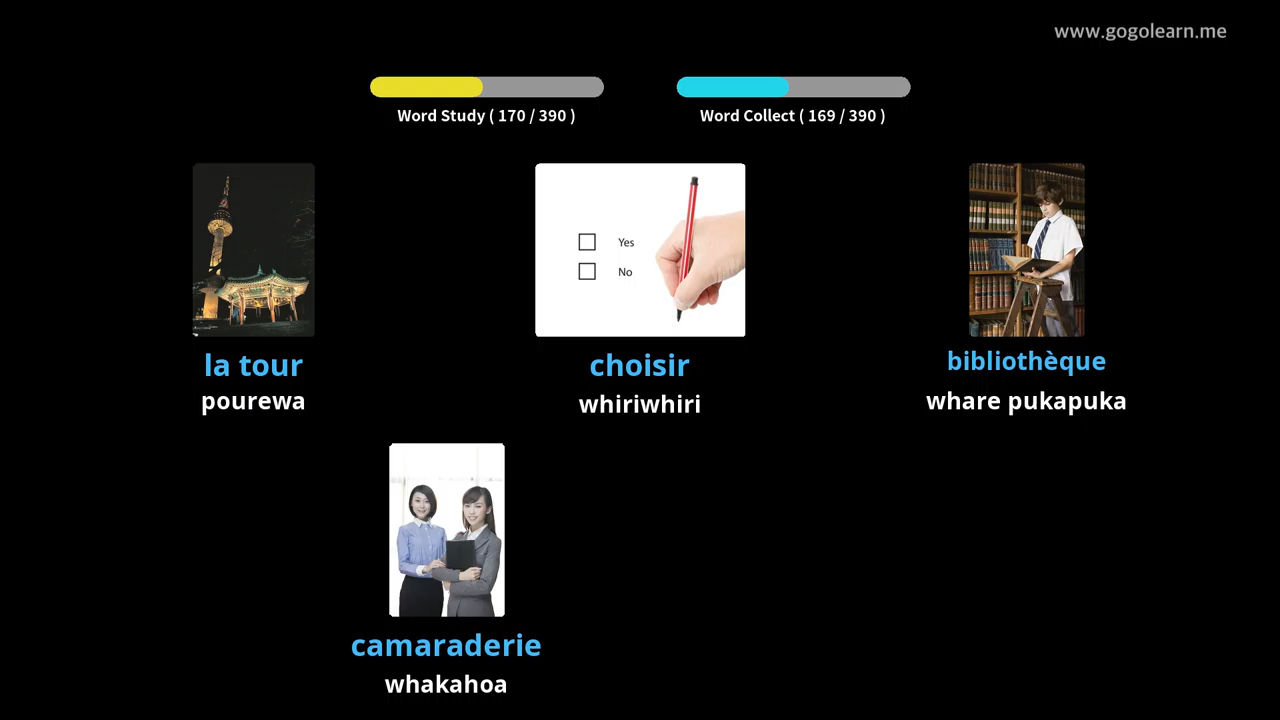 www.gogolearn.me
Word Study ( 170 / 390 )
Word Collect ( 169 / 390 )
Yes
No
la tour
pourewa
choisir
whiriwhiri
bibliothèque
whare pukapuka
camaraderie
whakahoa